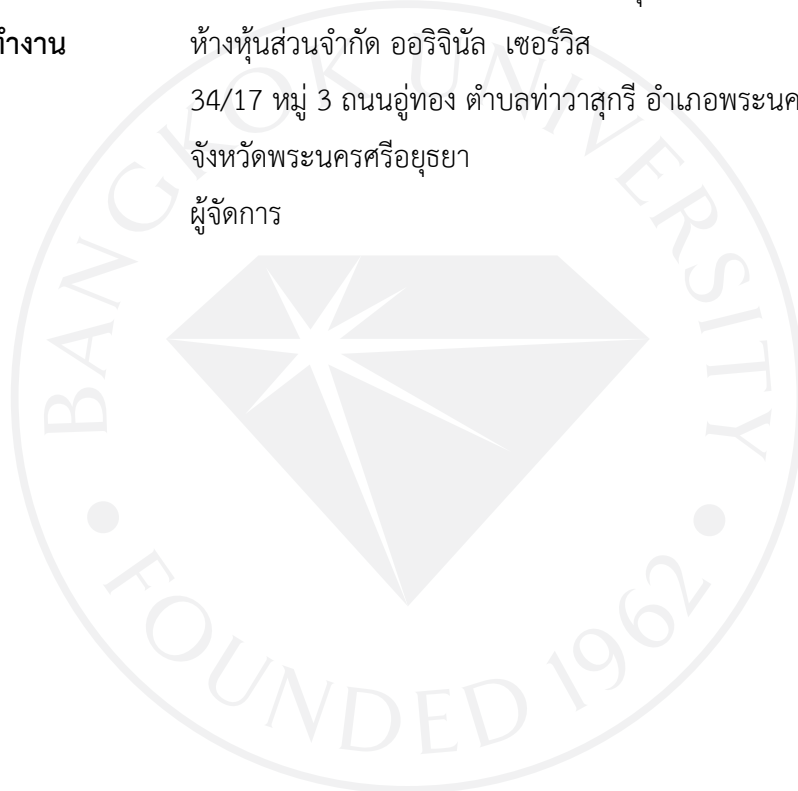 ห้างหุ้นส่วนจำกัด ออริจินัล เซอร์วิส
34/17 หมู่ 3 ถนนอู่ทอง ตำบลท่าวาสุกรี อำเภอพระนค
จังหวัดพระนครศรีอยุธยา
ผู้จัดการ
BANGKOK UNIVERSITY
FOUNDED 1962